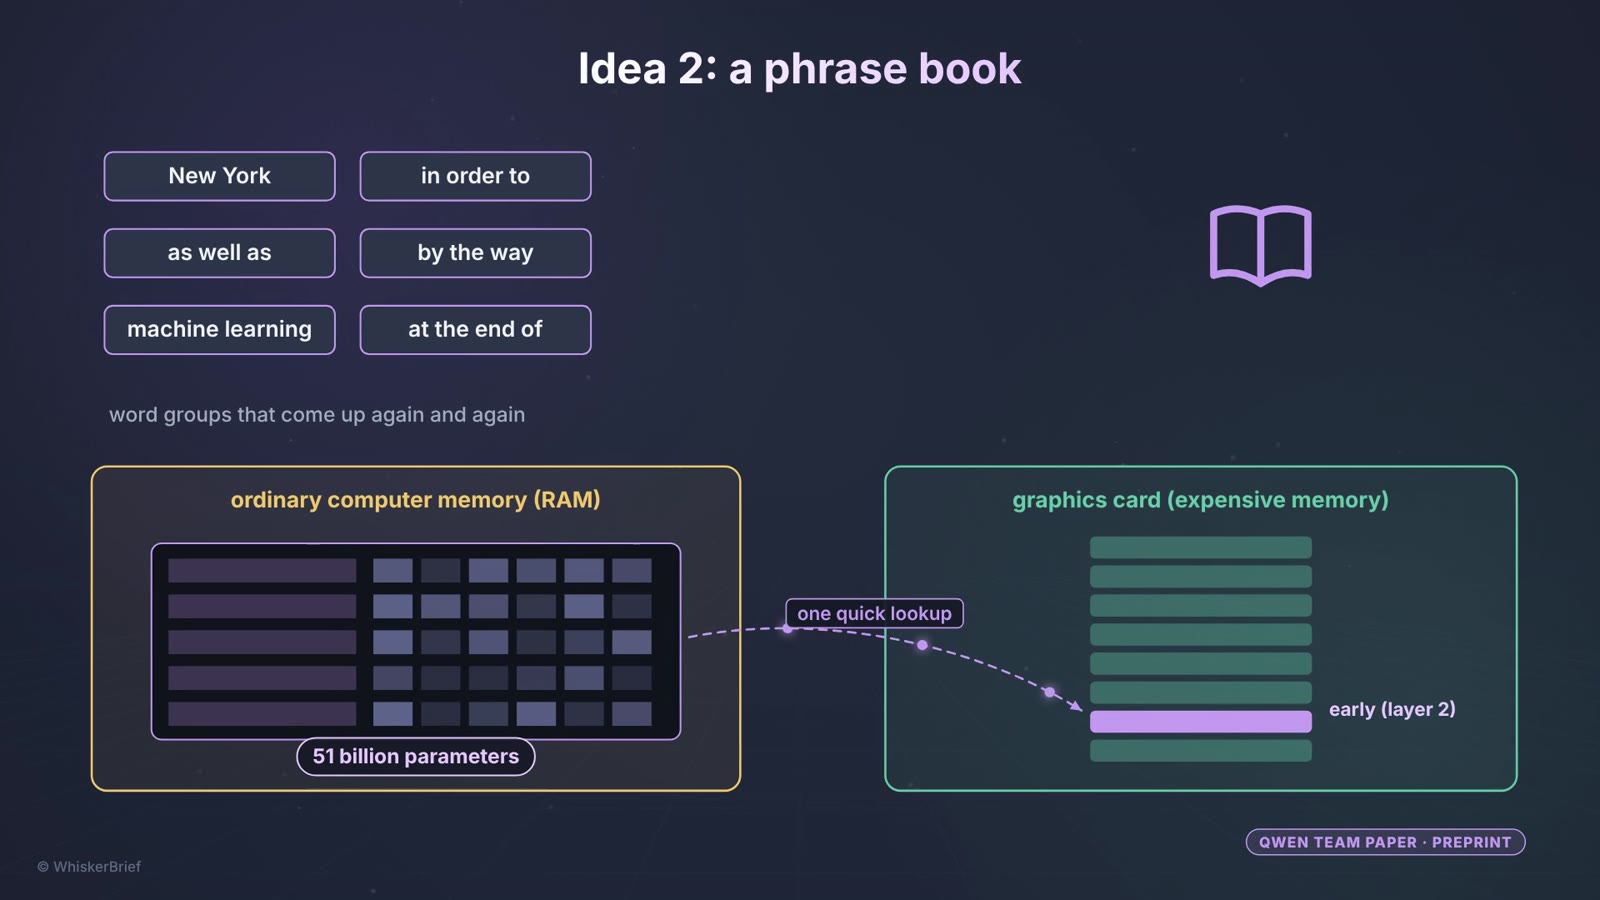 Idea 2: a phrase book
New York
in order to
as well as
by the way
machine learning
at the end of
word groups that come up again and again
ordinary computer memory (RAM)
51 billion parameters
one quick lookup
graphics card (expensive memory)
early (layer 2)
QWEN TEAM PAPER · PREPRINT
© WhiskerBrief